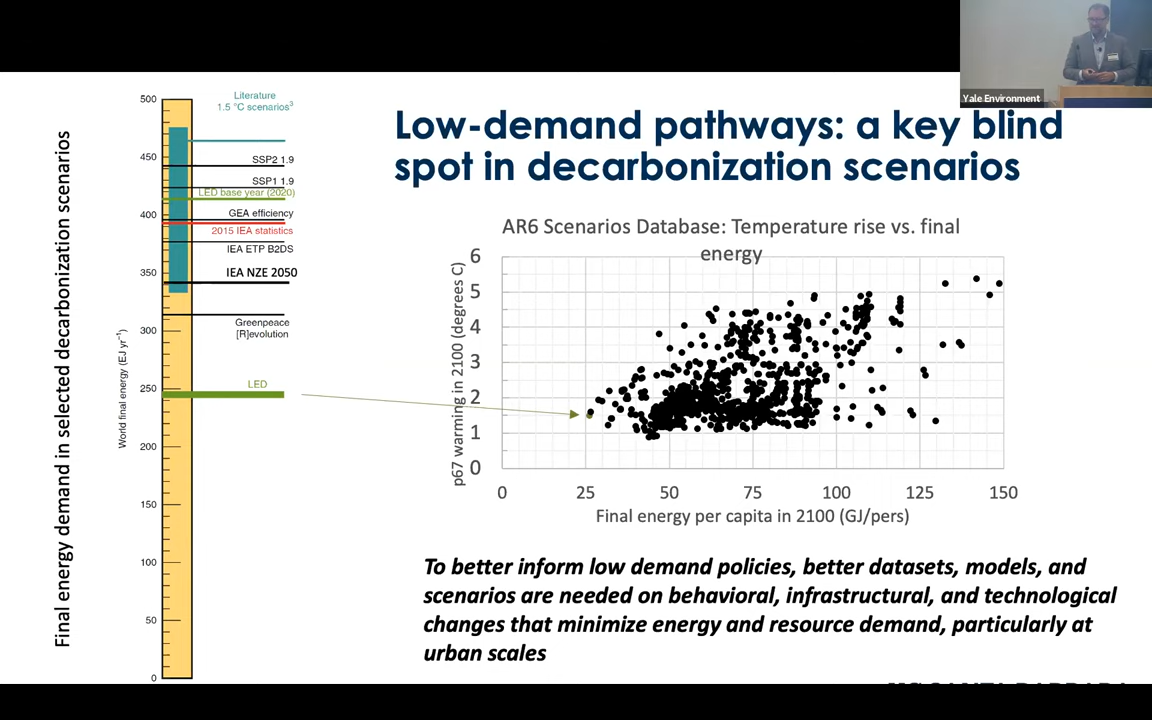 Yale Environment
Low-demand pathways: a key blind
spot in decarbonization scenarios
Final energy demand in selected decarbonization scenarios
World final energy (EJ yr⁻¹)
500
450
400
350
300
250
200
150
100
50
0
Literature
1.5 °C scenarios³
SSP2 1.9
SSP1 1.9
LED base year (2020)
GEA efficiency
2015 IEA statistics
IEA ETP B2DS
IEA NZE 2050
Greenpeace
[R]evolution
LED
AR6 Scenarios Database: Temperature rise vs. final
energy
p67 warming in 2100 (degrees C)
6
5
4
3
2
1
0
0 25 50 75 100 125 150
Final energy per capita in 2100 (GJ/pers)
To better inform low demand policies, better datasets, models, and
scenarios are needed on behavioral, infrastructural, and technological
changes that minimize energy and resource demand, particularly at
urban scales